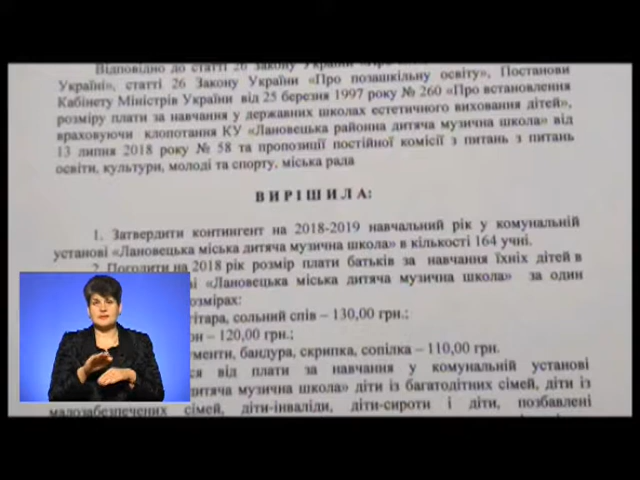 Відповідно до статті 26 Закону України
Україні», статті 26 Закону України «Про позашкільну освіту», Постанови
Кабінету Міністрів України від 25 березня 1997 року № 260 «Про встановлення
розміру плати за навчання у державних школах естетичного виховання дітей»,
враховуючи клопотання КУ «Лановецька районна дитяча музична школа» від
13 липня 2018 року № 58 та пропозиції постійної комісії з питань з питань
освіти, культури, молоді та спорту, міська рада
ВИРІШИЛА:
1. Затвердити контингент на 2018-2019 навчальний рік у комунальній
установі «Лановецька міська дитяча музична школа» в кількості 164 учні.
2. Погодити на 2018 рік розмір плати батьків за навчання їхніх дітей в
«Лановецька міська дитяча музична школа» за один
гітара, сольний спів – 130,00 грн.;
– 120,00 грн.;
бандура, скрипка, сопілка – 110,00 грн.
від плати за навчання у комунальній установі
дитяча музична школа» діти із багатодітних сімей, діти із
малозабезпечених сімей, діти-інваліди, діти-сироти і діти, позбавлені